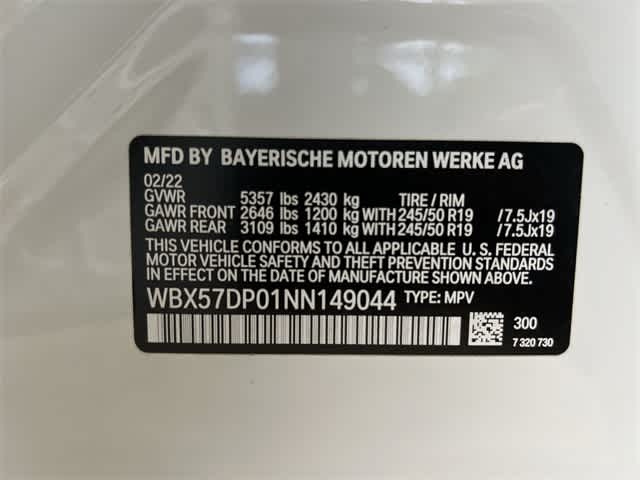 MFD BY BAYERISCHE MOTOREN WERKE AG
02/22
GVWR 5357 lbs 2430 kg TIRE / RIM
GAWR FRONT 2646 lbs 1200 kg WITH 245/50 R19 /7.5Jx19
GAWR REAR 3109 lbs 1410 kg WITH 245/50 R19 /7.5Jx19
THIS VEHICLE CONFORMS TO ALL APPLICABLE U. S. FEDERAL
MOTOR VEHICLE SAFETY AND THEFT PREVENTION STANDARDS
IN EFFECT ON THE DATE OF MANUFACTURE SHOWN ABOVE.
WBX57DP01NN149044 TYPE: MPV
300
7 320 730